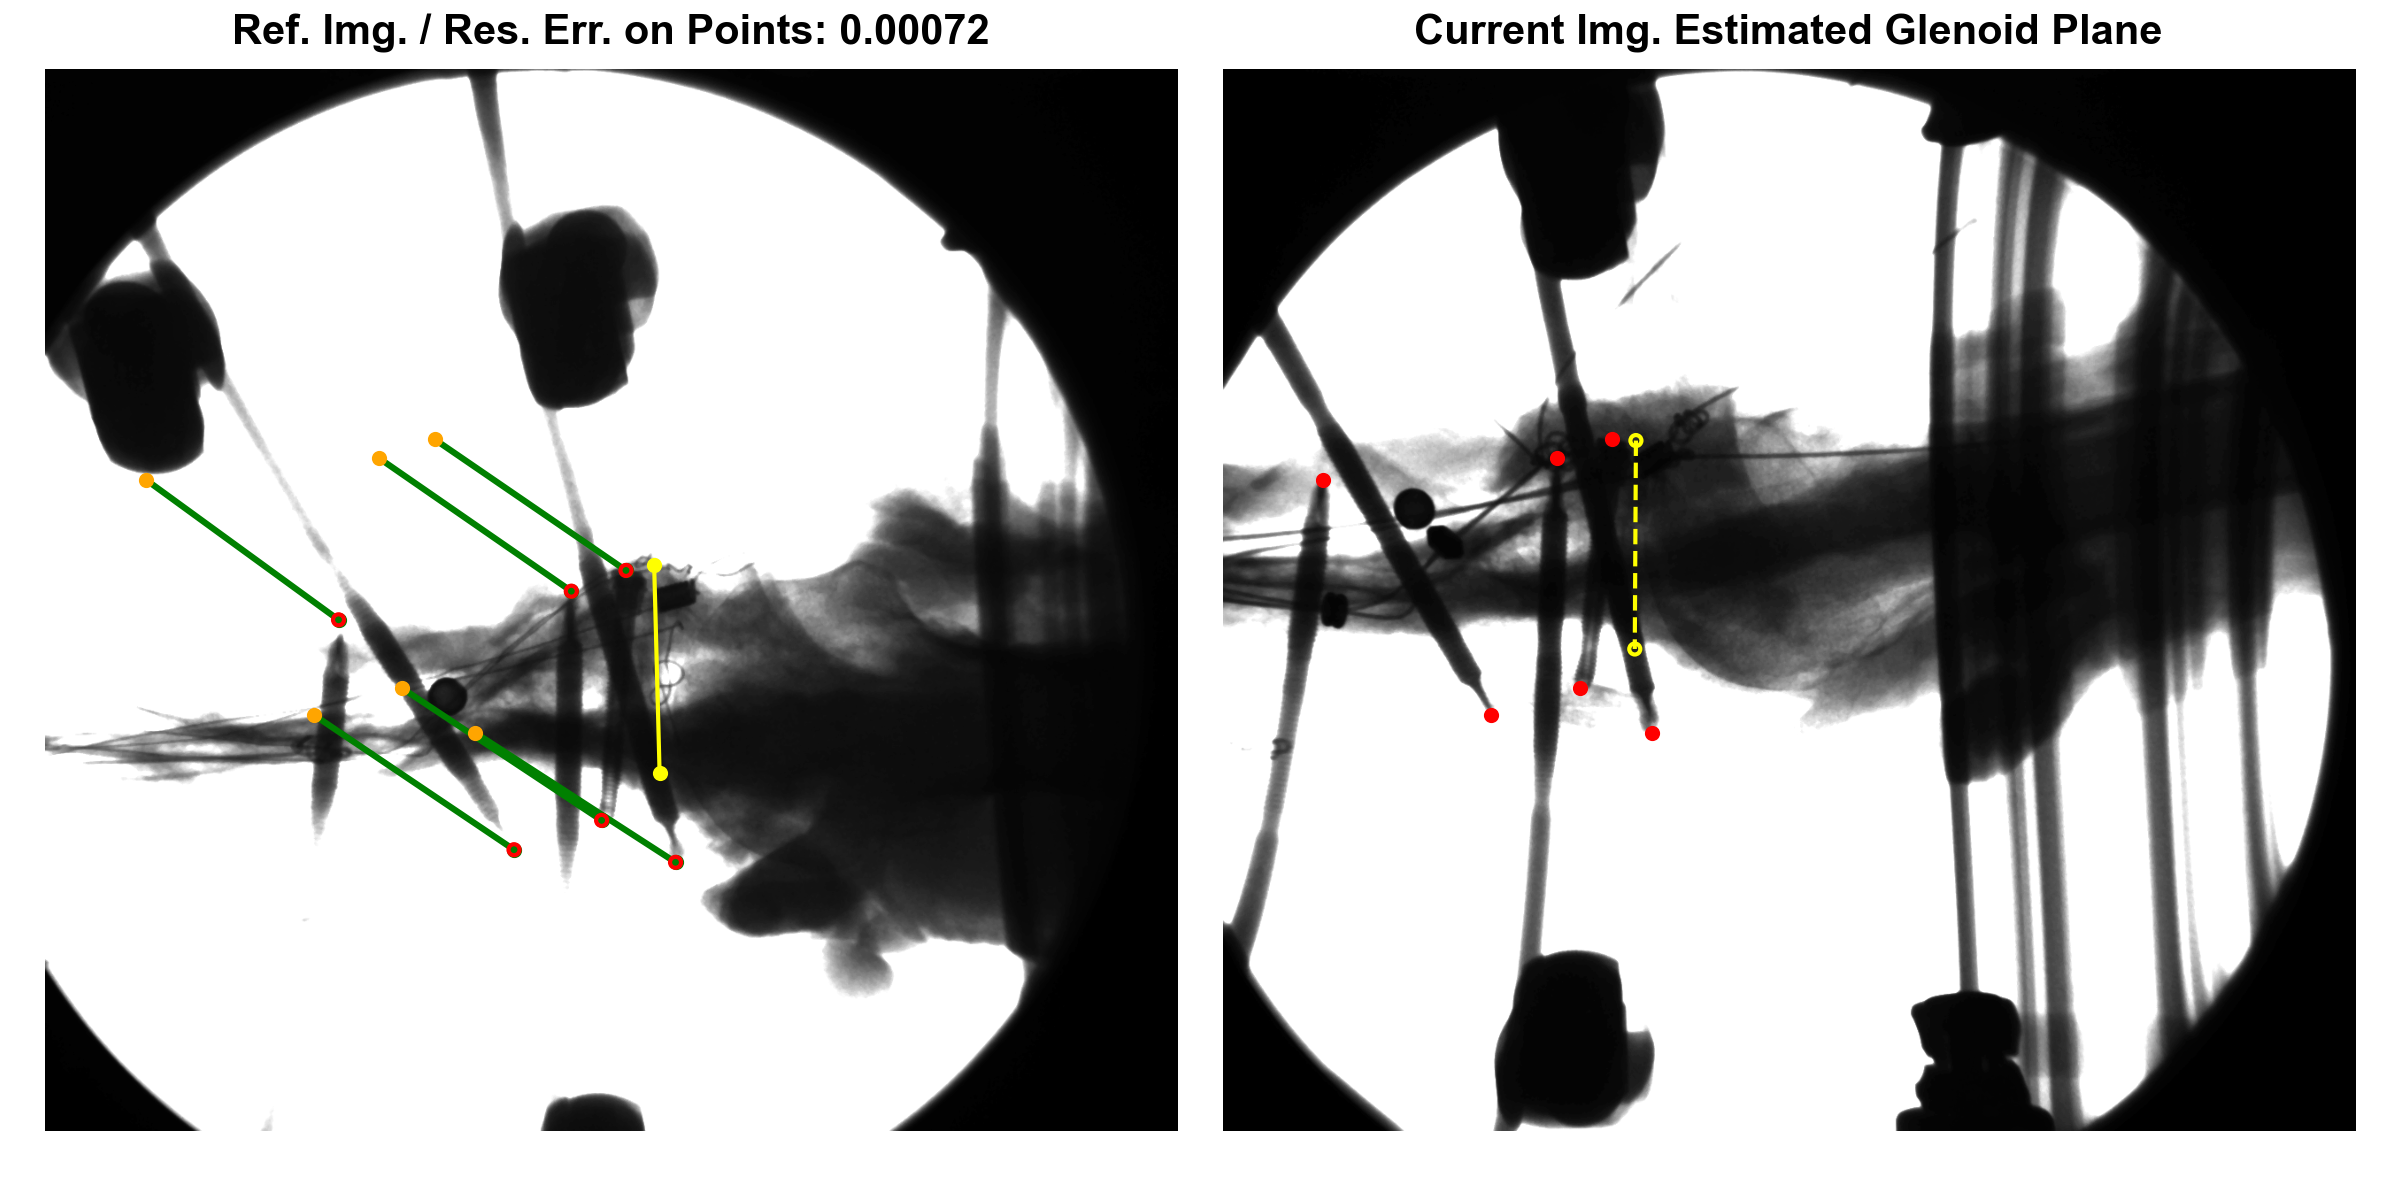 Ref. Img. / Res. Err. on Points: 0.00072
Current Img. Estimated Glenoid Plane